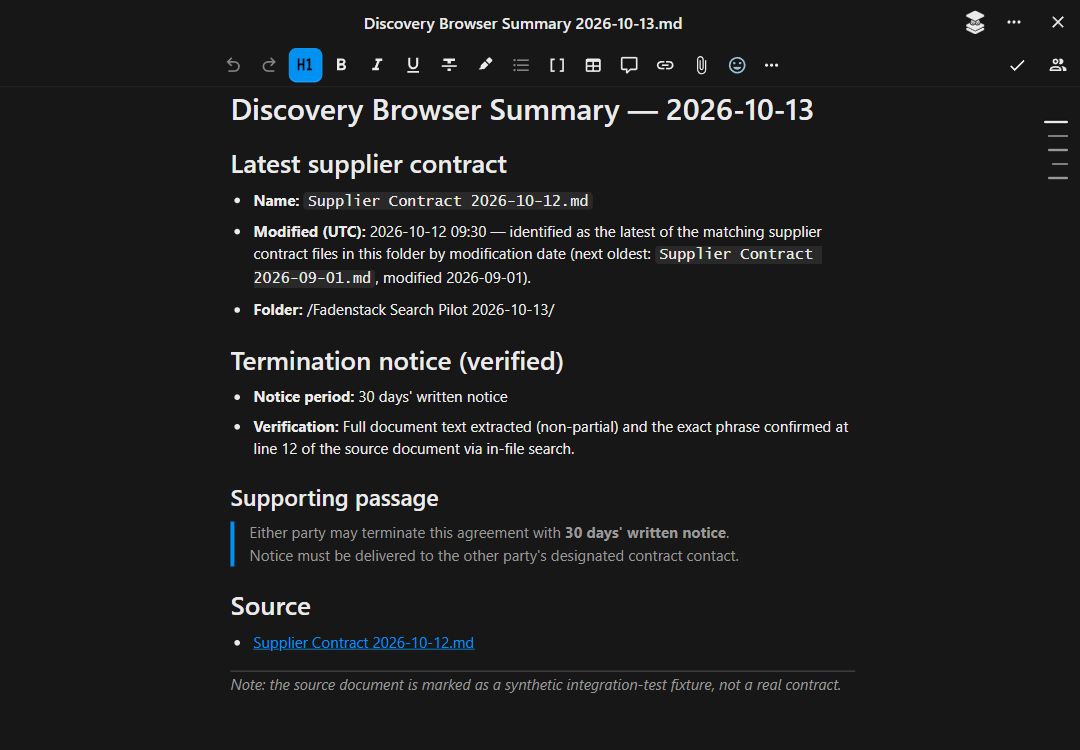 Discovery Browser Summary 2026-10-13.md
H1 B I U
Discovery Browser Summary — 2026-10-13
Latest supplier contract
Name: Supplier Contract 2026-10-12.md
Modified (UTC): 2026-10-12 09:30 — identified as the latest of the matching supplier
contract files in this folder by modification date (next oldest: Supplier Contract
2026-09-01.md, modified 2026-09-01).
Folder: /Fadenstack Search Pilot 2026-10-13/
Termination notice (verified)
Notice period: 30 days' written notice
Verification: Full document text extracted (non-partial) and the exact phrase confirmed at
line 12 of the source document via in-file search.
Supporting passage
Either party may terminate this agreement with 30 days' written notice.
Notice must be delivered to the other party's designated contract contact.
Source
Supplier Contract 2026-10-12.md
Note: the source document is marked as a synthetic integration-test fixture, not a real contract.